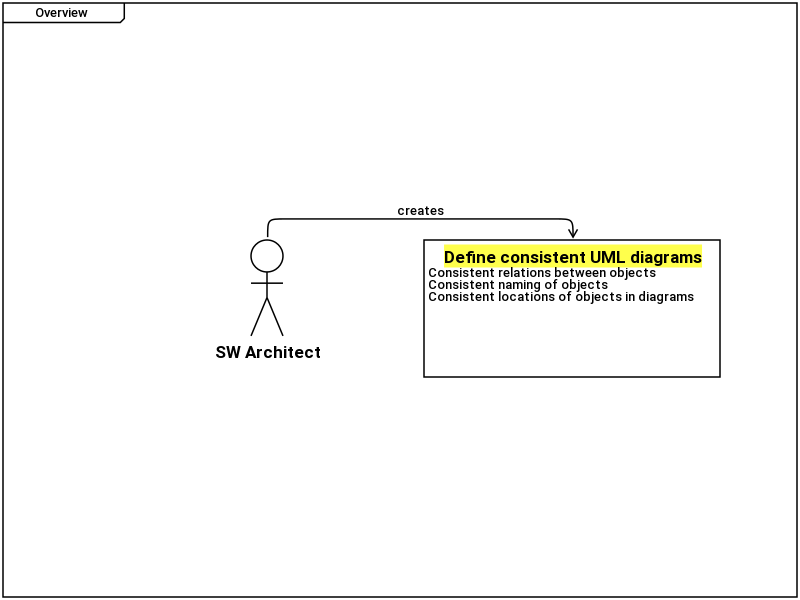 Overview
creates
Define consistent UML diagrams
Consistent relations between objects
Consistent naming of objects
Consistent locations of objects in diagrams
SW Architect